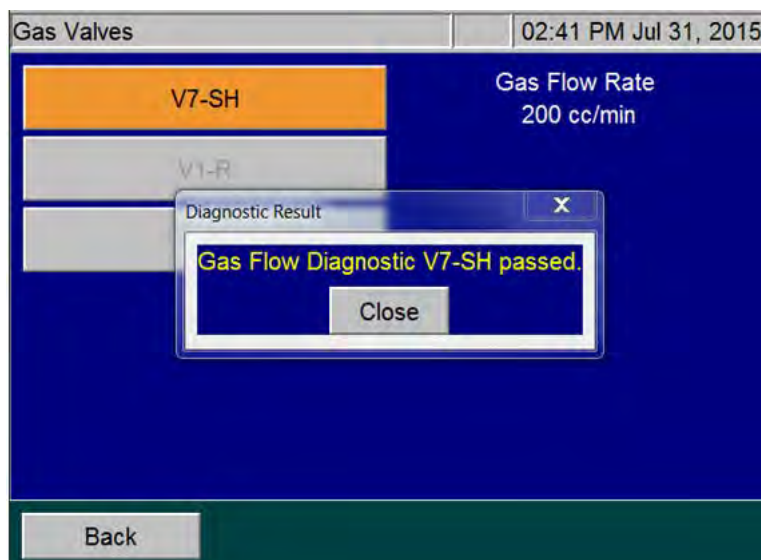 Gas Valves
02:41 PM Jul 31, 2015
V7-SH
Gas Flow Rate
200 cc/min
V1-R
Diagnostic Result
X
Gas Flow Diagnostic V7-SH passed.
Close
Back